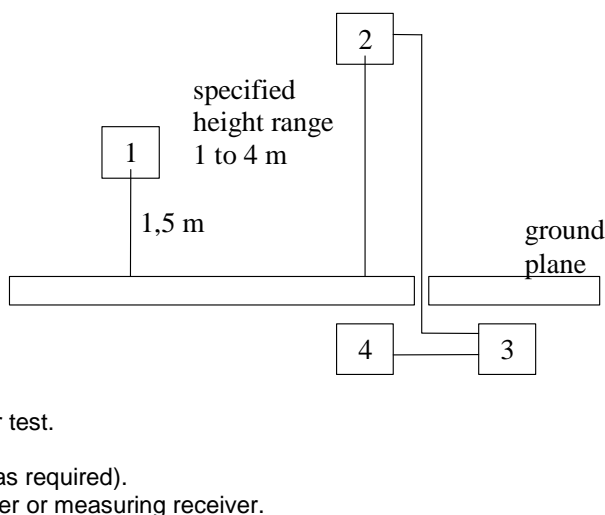 2
specified
height range
1 to 4 m
1
1,5 m
ground
plane
4
3
test.
as required).
er or measuring receiver.